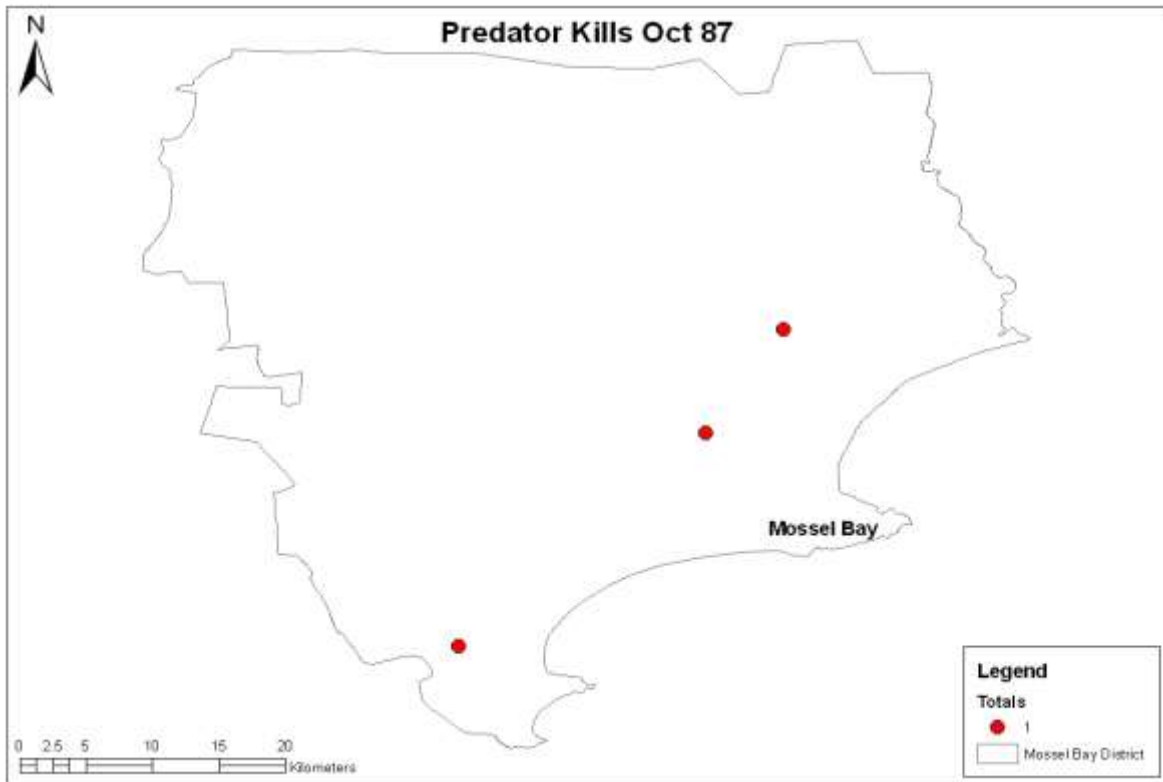 Predator Kills Oct 87
N
Mossel Bay
Legend
Totals
1
Mossel Bay District
0 2.5 5 10 15 20
Kilometers